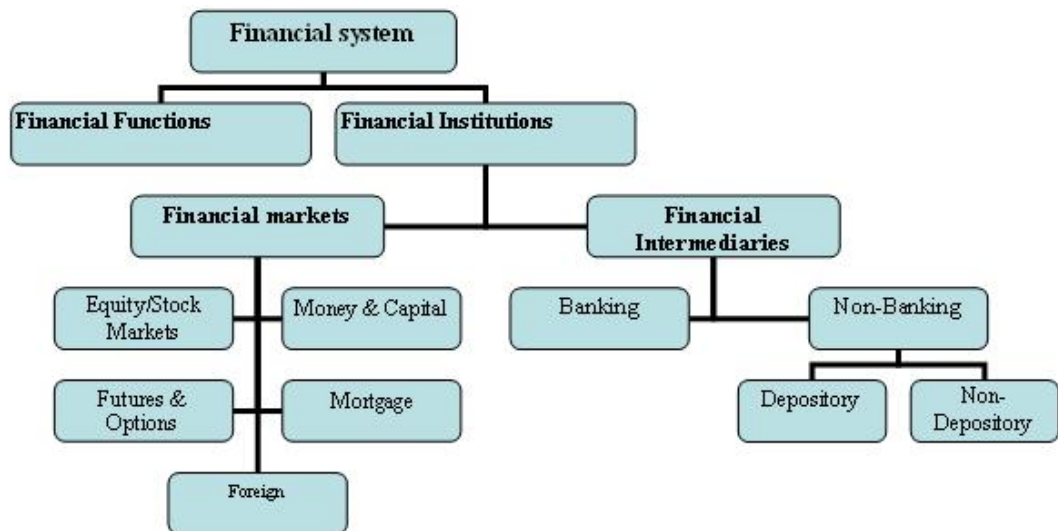 Financial system
Financial Functions
Financial Institutions
Financial markets
Financial
Intermediaries
Equity/Stock
Markets
Money & Capital
Banking
Non-Banking
Futures &
Options
Mortgage
Depository
Non-
Depository
Foreign